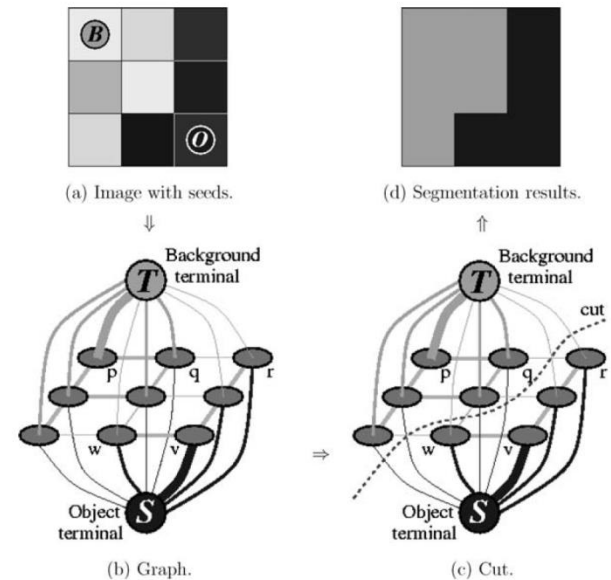 B
O
(a) Image with seeds.
(d) Segmentation results.
⇓
⇑
Background
terminal
T
p
q
r
w
v
Object
terminal
S
(b) Graph.
⇒
Background
terminal
T
cut
p
q
r
w
v
Object
terminal
S
(c) Cut.